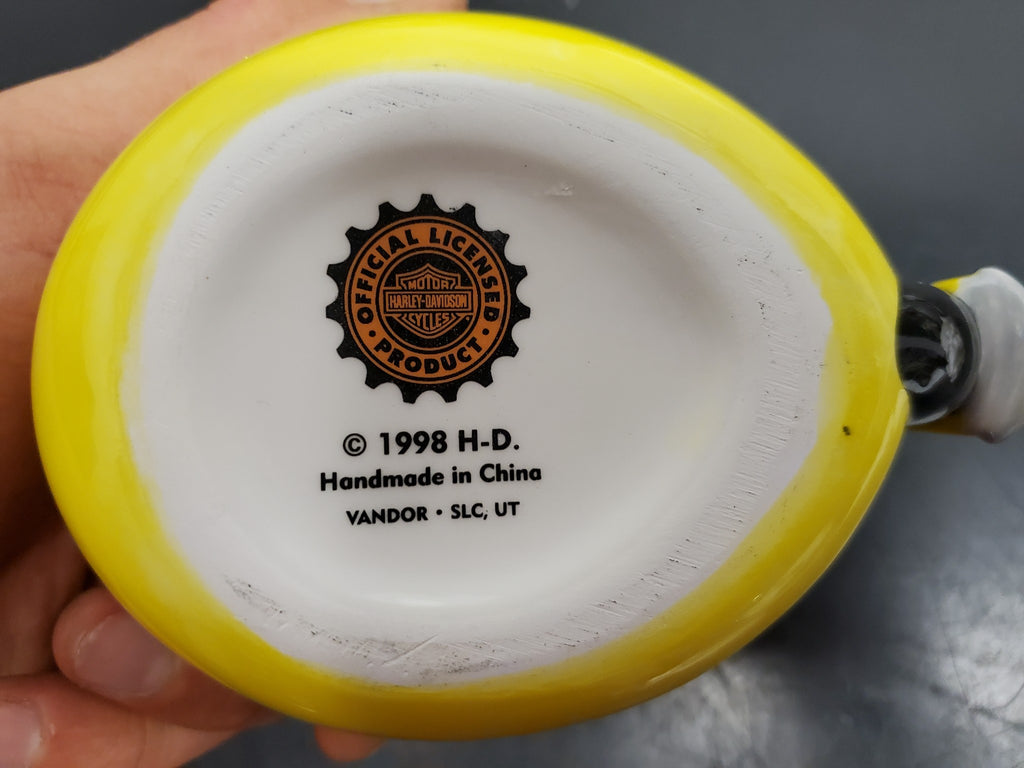 OFFICIAL LICENSED
MOTOR
HARLEY-DAVIDSON
CYCLES
• PRODUCT •
© 1998 H-D.
Handmade in China
VANDOR • SLC, UT